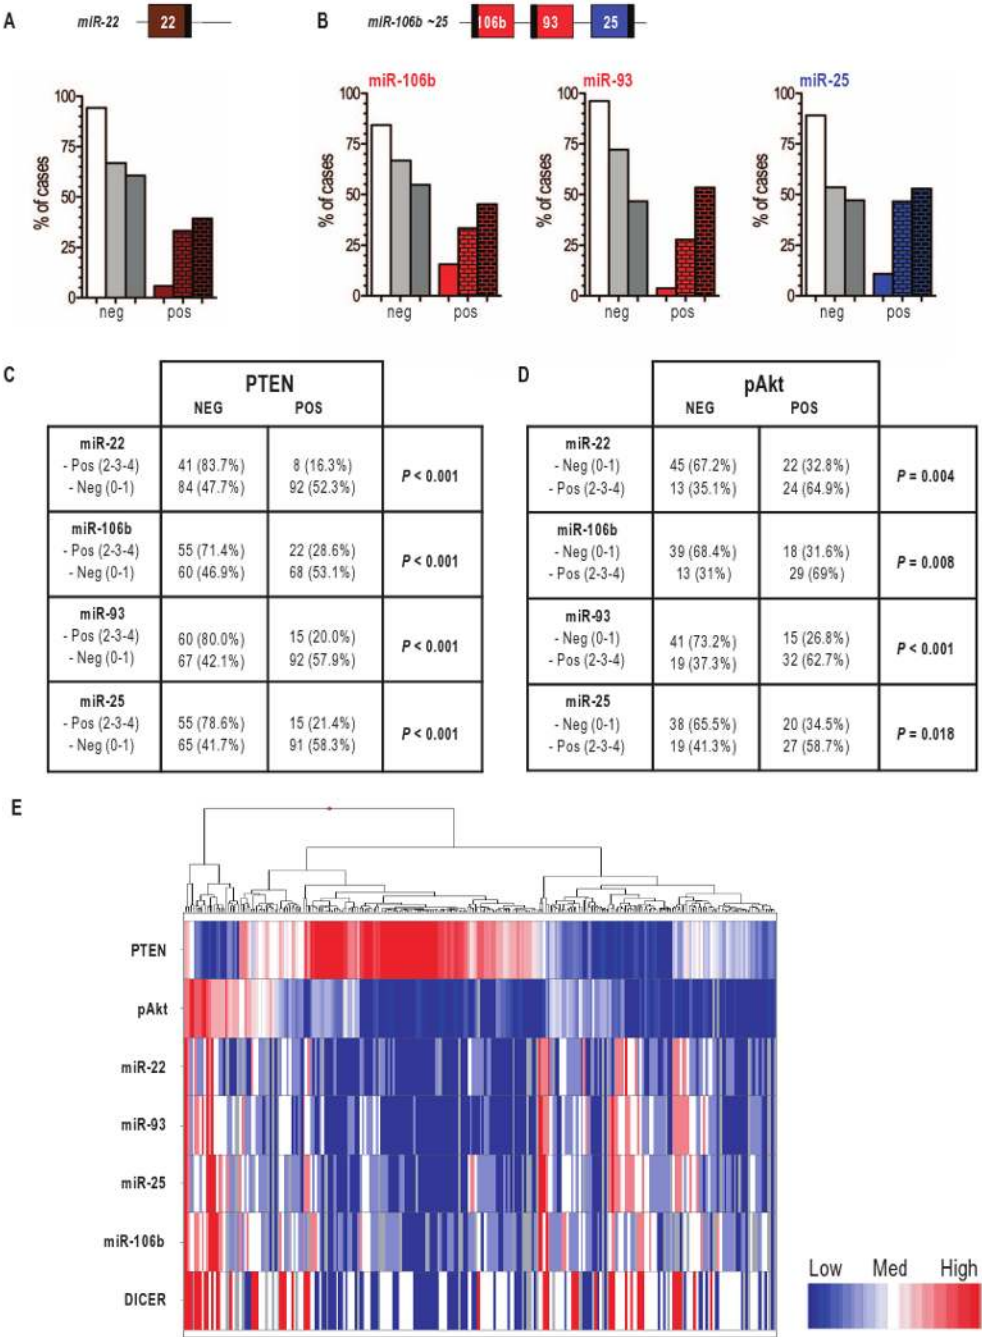 A
miR-22
22
B
miR-106b ~25
106b
93
25
100
75
50
25
0
% of cases
neg
pos
miR-106b
100
75
50
25
0
% of cases
neg
pos
miR-93
100
75
50
25
0
% of cases
neg
pos
miR-25
100
75
50
25
0
% of cases
neg
pos
C
PTEN
NEG POS
miR-22
- Pos (2-3-4) 41 (83.7%) 8 (16.3%)
- Neg (0-1) 84 (47.7%) 92 (52.3%)
P < 0.001
miR-106b
- Pos (2-3-4) 55 (71.4%) 22 (28.6%)
- Neg (0-1) 60 (46.9%) 68 (53.1%)
P < 0.001
miR-93
- Pos (2-3-4) 60 (80.0%) 15 (20.0%)
- Neg (0-1) 67 (42.1%) 92 (57.9%)
P < 0.001
miR-25
- Pos (2-3-4) 55 (78.6%) 15 (21.4%)
- Neg (0-1) 65 (41.7%) 91 (58.3%)
P < 0.001
D
pAkt
NEG POS
miR-22
- Neg (0-1) 45 (67.2%) 22 (32.8%)
- Pos (2-3-4) 13 (35.1%) 24 (64.9%)
P = 0.004
miR-106b
- Neg (0-1) 39 (68.4%) 18 (31.6%)
- Pos (2-3-4) 13 (31%) 29 (69%)
P = 0.008
miR-93
- Neg (0-1) 41 (73.2%) 15 (26.8%)
- Pos (2-3-4) 19 (37.3%) 32 (62.7%)
P < 0.001
miR-25
- Neg (0-1) 38 (65.5%) 20 (34.5%)
- Pos (2-3-4) 19 (41.3%) 27 (58.7%)
P = 0.018
E
PTEN
pAkt
miR-22
miR-93
miR-25
miR-106b
DICER
Low Med High